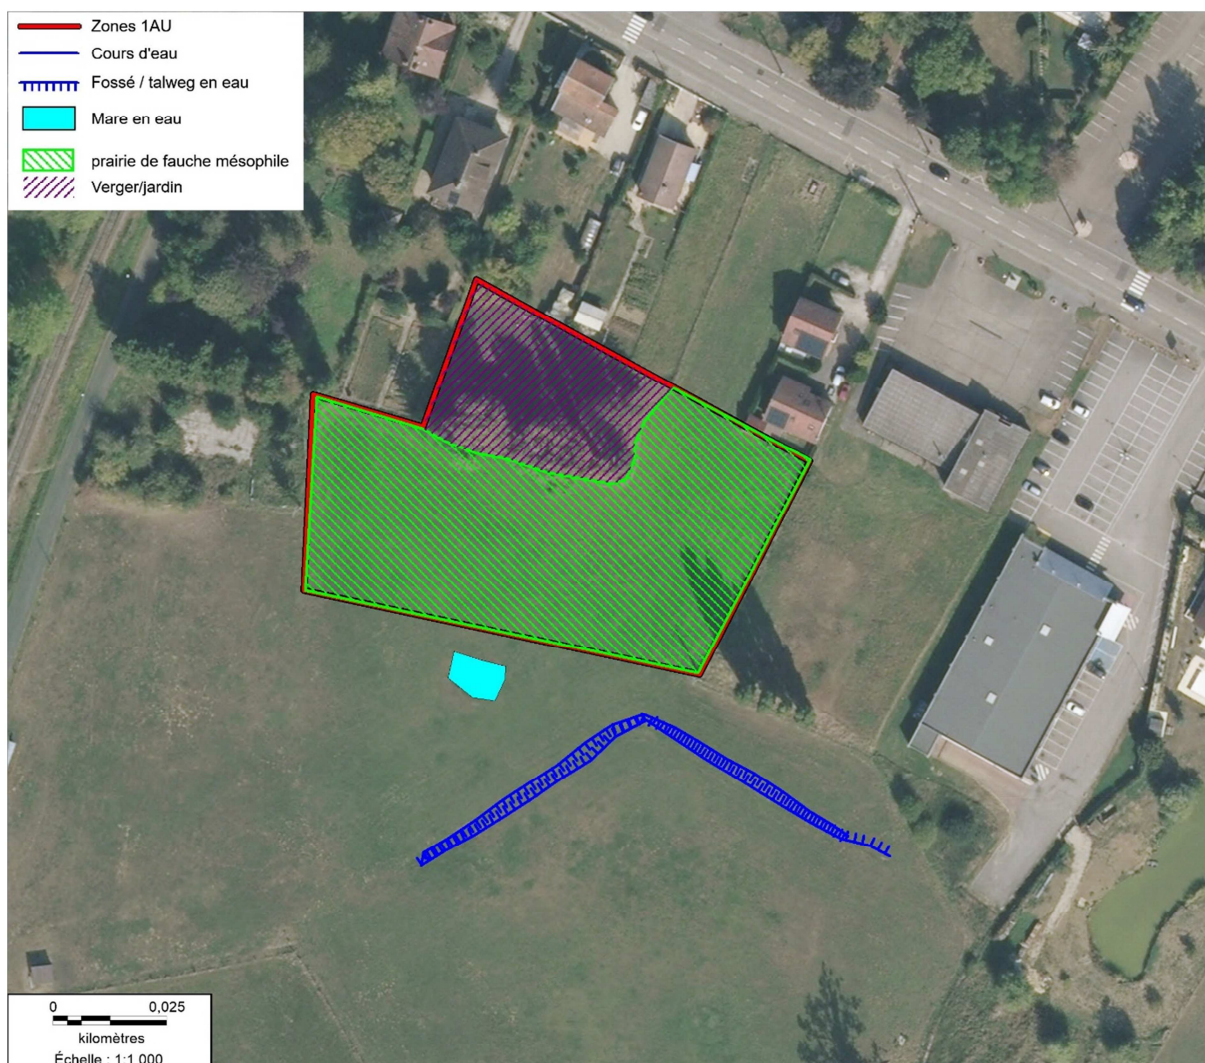 Zones 1AU
Cours d'eau
Fossé / talweg en eau
Mare en eau
prairie de fauche mésophile
Verger/jardin
0 0,025
kilomètres
Échelle : 1:1 000